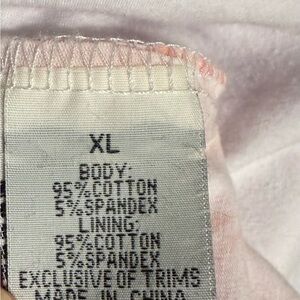 XL
BODY:
95%COTTON
5%SPANDEX
LINING:
95%COTTON
5%SPANDEX
EXCLUSIVE OF TRIMS
MADE IN CHINA